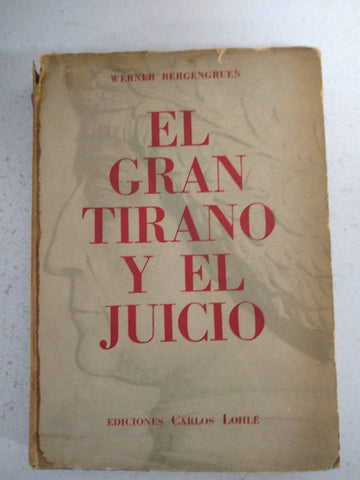 WERNER BERGENGRUEN
EL
GRAN
TIRANO
Y EL
JUICIO
EDICIONES CARLOS LOHLÉ